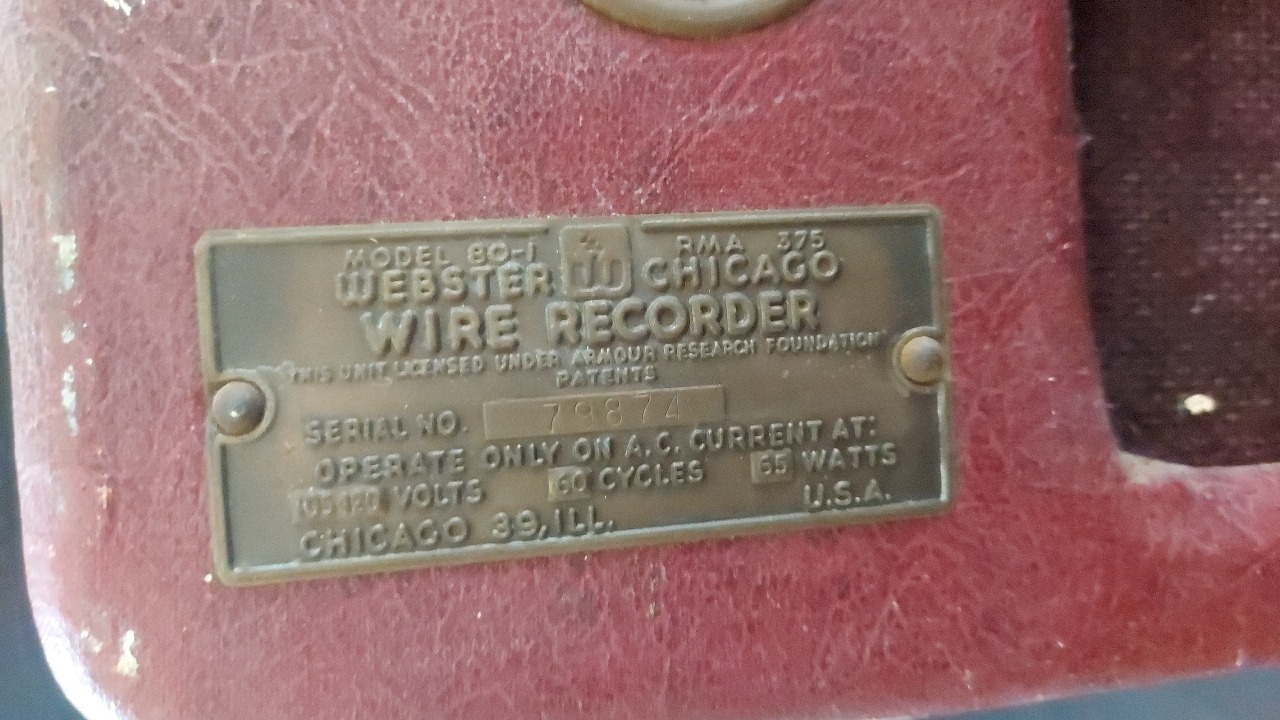 MODEL 80-1 W RMA 375
WEBSTER CHICAGO
WIRE RECORDER
THIS UNIT LICENSED UNDER ARMOUR RESEARCH FOUNDATION
PATENTS
SERIAL NO. 79874
OPERATE ONLY ON A.C. CURRENT AT:
105-120 VOLTS 60 CYCLES 65 WATTS
CHICAGO 39, ILL. U.S.A.